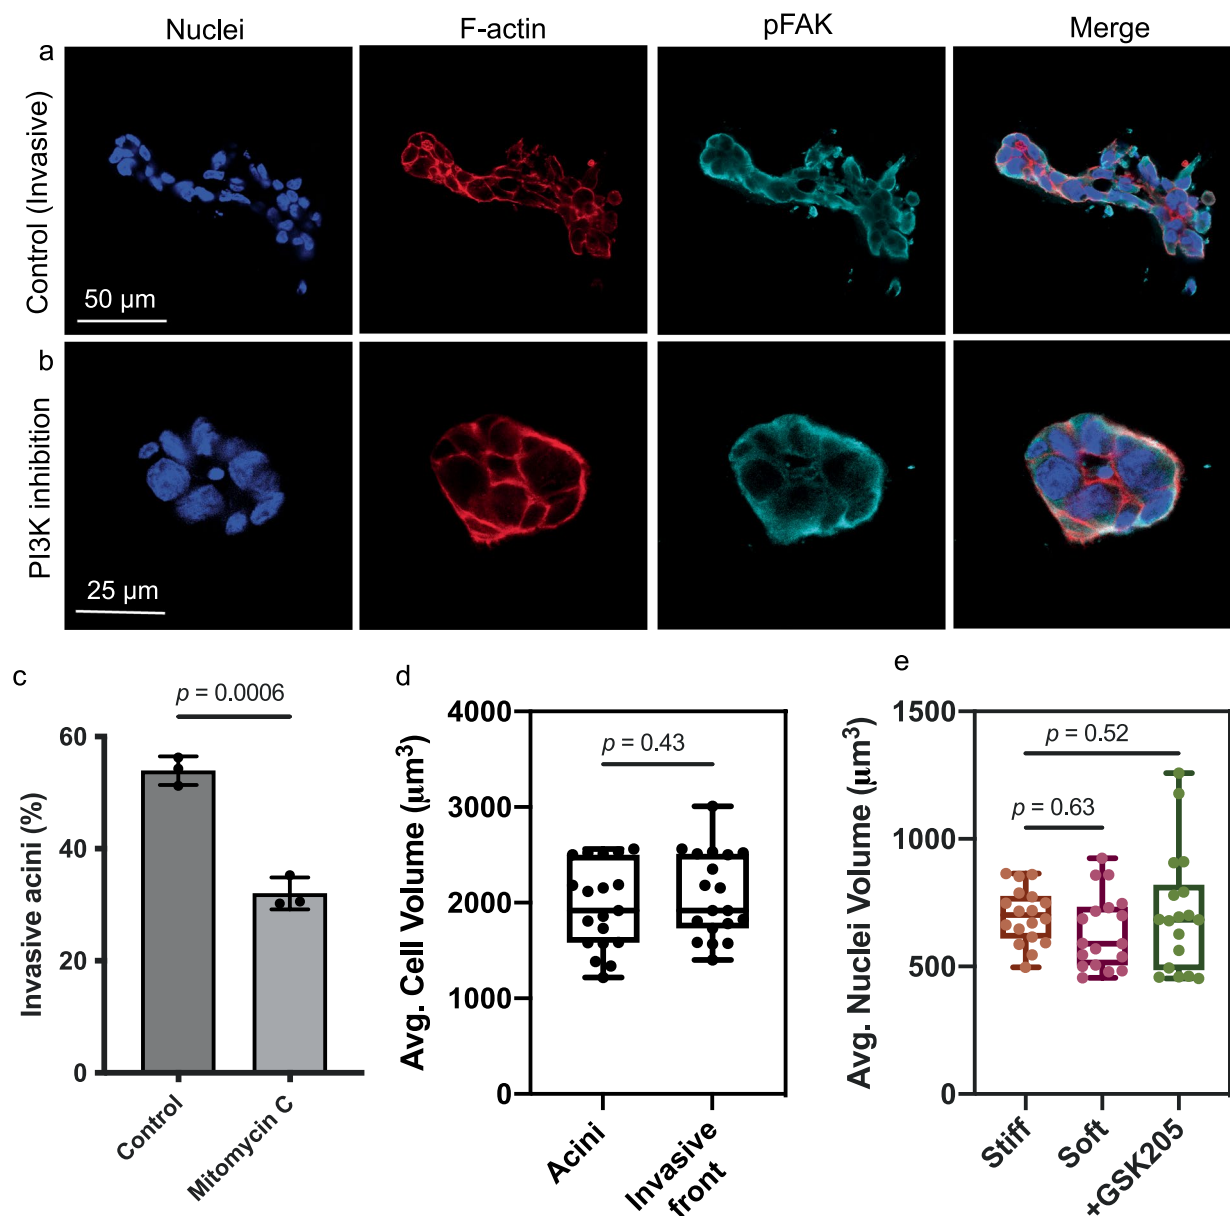 Nuclei F-actin pFAK Merge
a
Control (Invasive)
50 μm
b
PI3K inhibition
25 μm
c
p = 0.0006
Invasive acini (%)
60
40
20
0
Control
Mitomycin C
d
Avg. Cell Volume (μm³)
4000
3000
2000
1000
0
p = 0.43
Acini
Invasive
front
e
Avg. Nuclei Volume (μm³)
1500
1000
500
0
p = 0.52
p = 0.63
Stiff
Soft
+GSK205